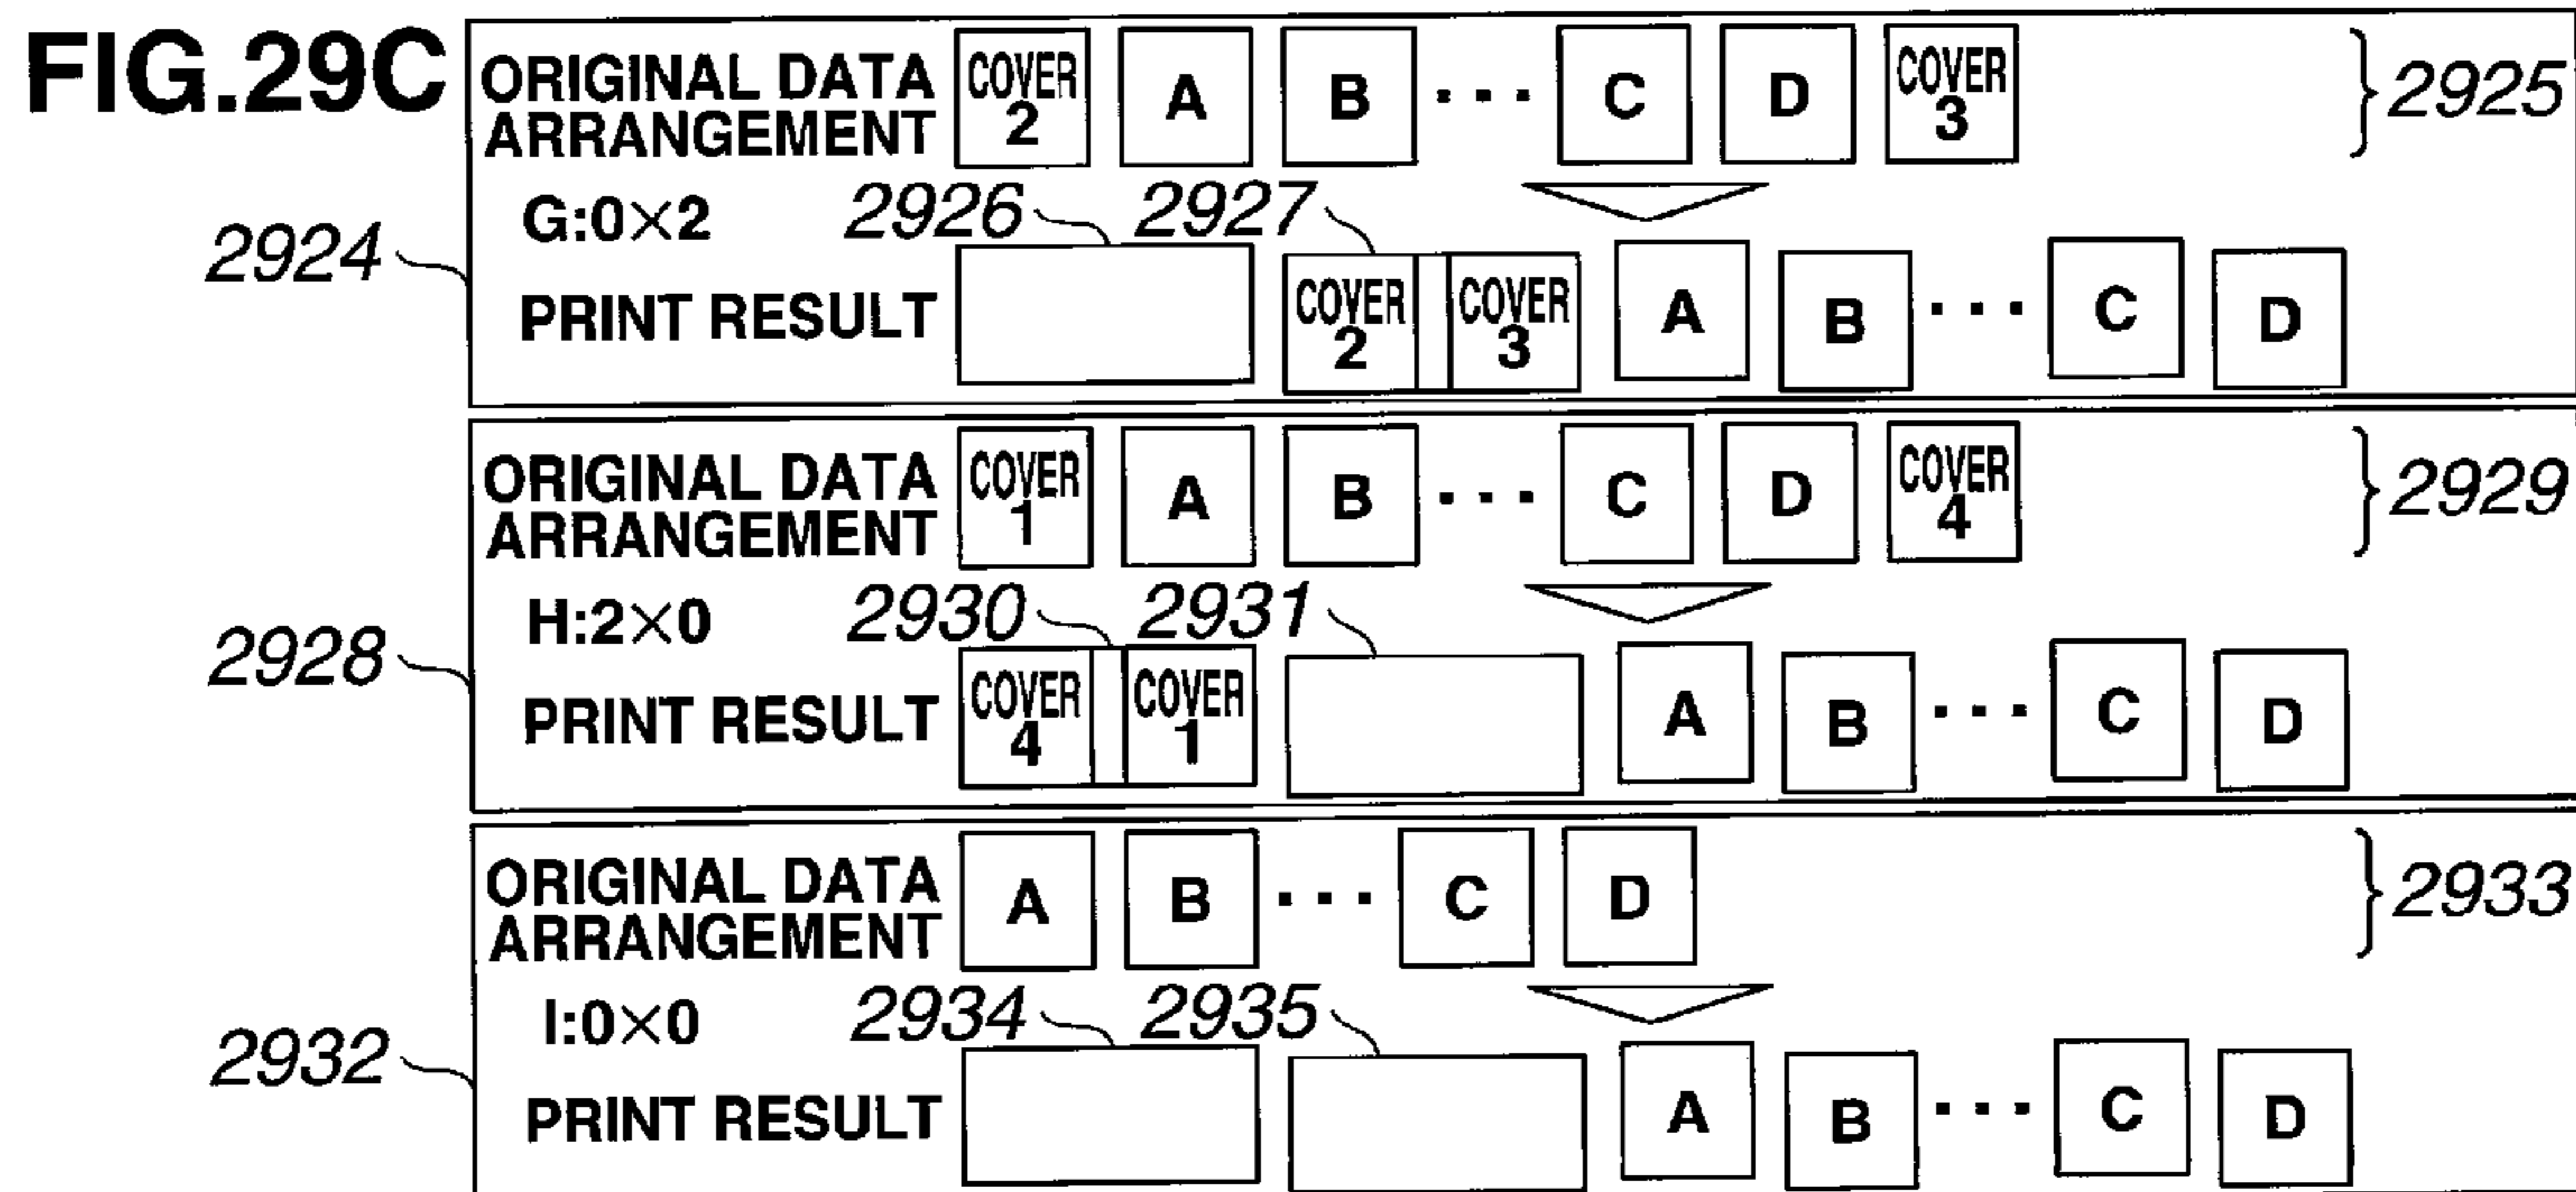 FIG.29C
ORIGINAL DATA ARRANGEMENT COVER 2 A B ... C D COVER 3 2925
2924 G:0×2 2926 2927
PRINT RESULT COVER 2 COVER 3 A B ... C D
ORIGINAL DATA ARRANGEMENT COVER 1 A B ... C D COVER 4 2929
2928 H:2×0 2930 2931
PRINT RESULT COVER 4 COVER 1 A B ... C D
ORIGINAL DATA ARRANGEMENT A B ... C D 2933
2932 I:0×0 2934 2935
PRINT RESULT A B ... C D